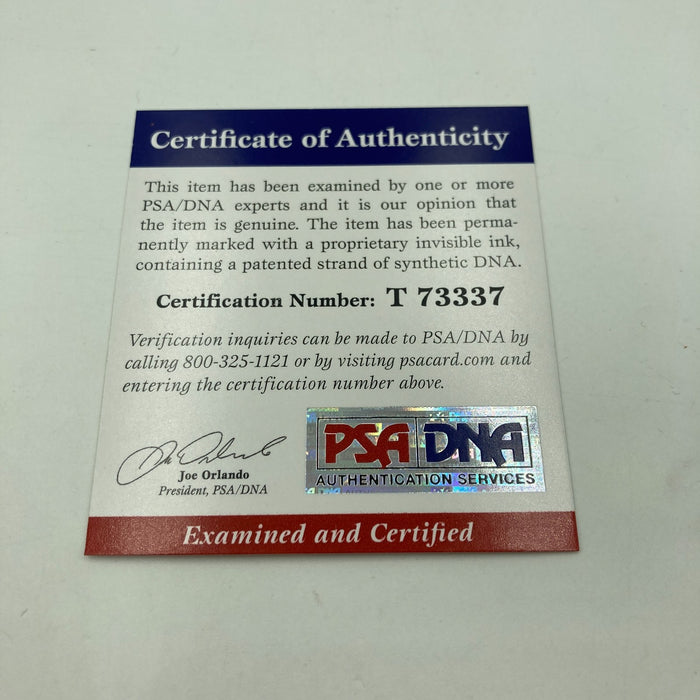 Certificate of Authenticity
This item has been examined by one or more
PSA/DNA experts and it is our opinion that
the item is genuine. The item has been perma-
nently marked with a proprietary invisible ink,
containing a patented strand of synthetic DNA.
Certification Number: T 73337
Verification inquiries can be made to PSA/DNA by
calling 800-325-1121 or by visiting psacard.com and
entering the certification number above.
PSA DNA
AUTHENTICATION SERVICES
Joe Orlando
President, PSA/DNA
Examined and Certified